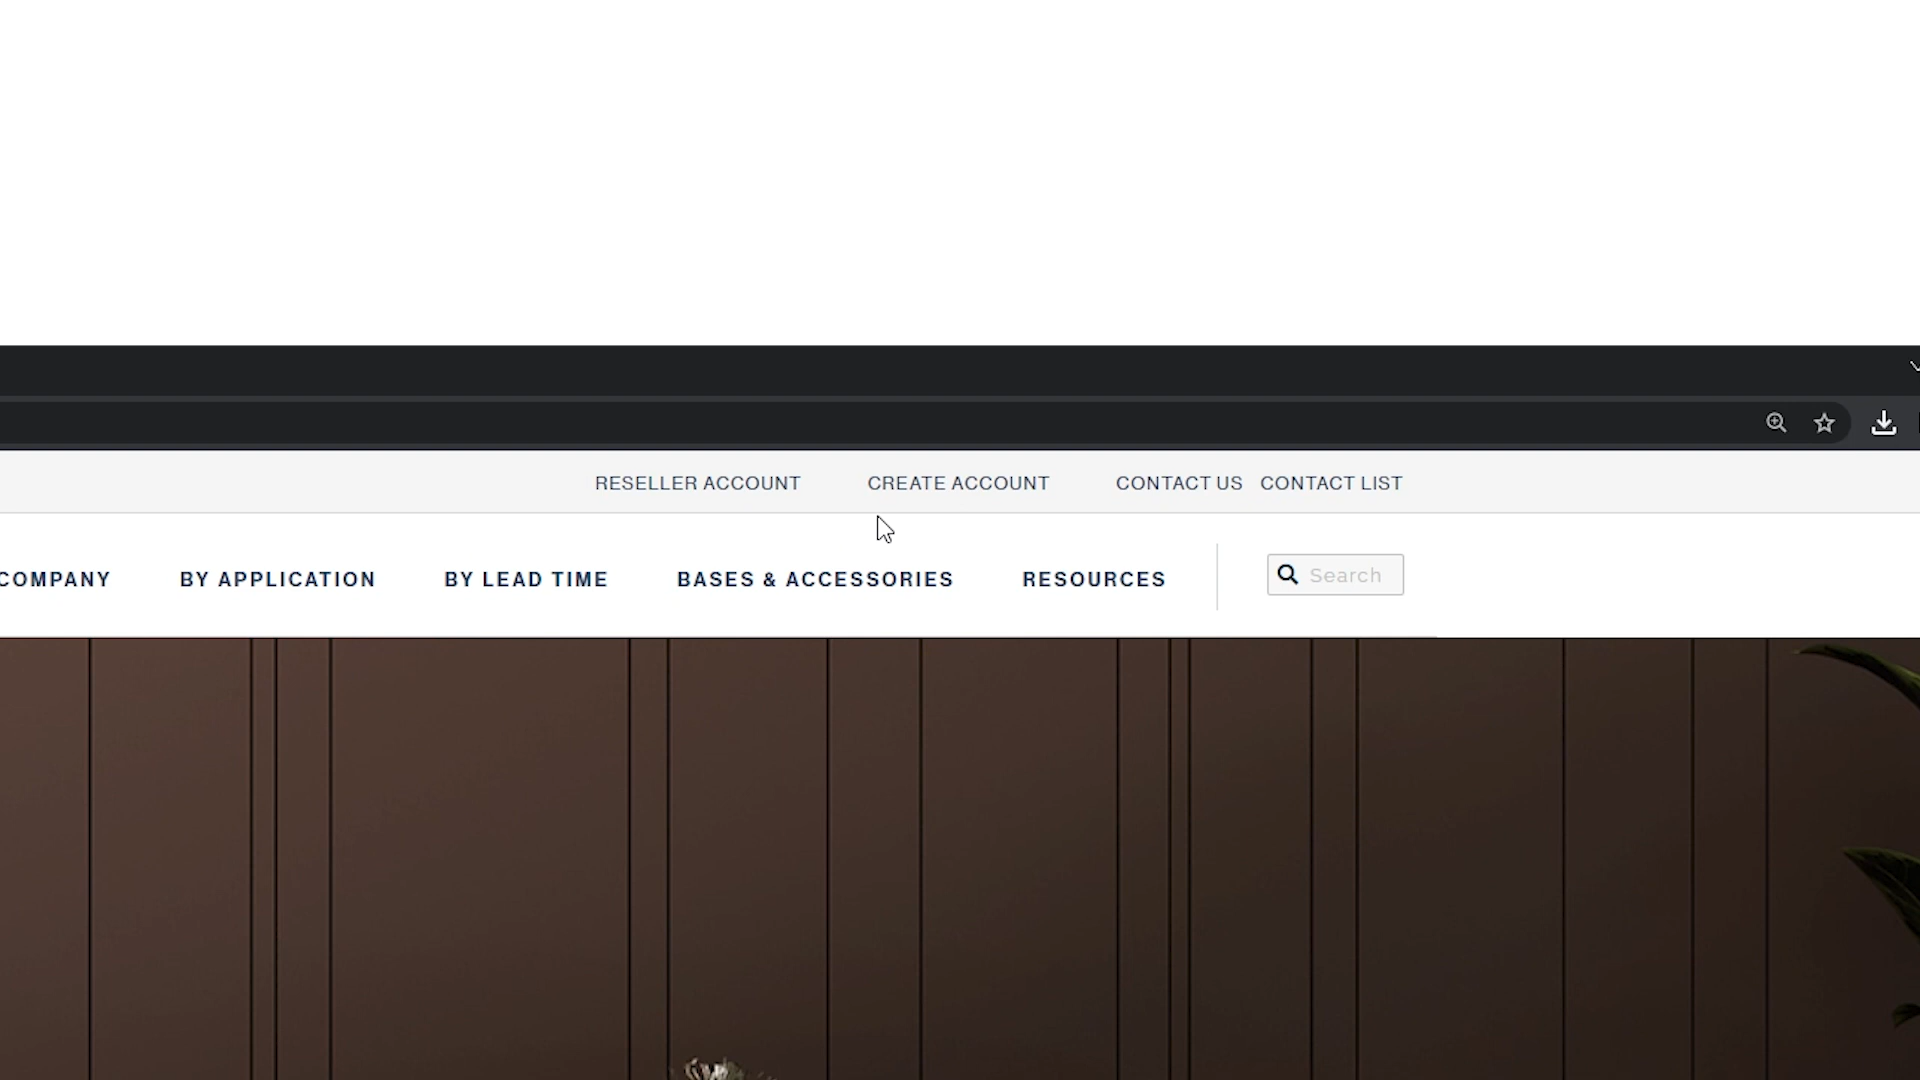 RESELLER ACCOUNT CREATE ACCOUNT CONTACT US CONTACT LIST
COMPANY BY APPLICATION BY LEAD TIME BASES & ACCESSORIES RESOURCES Search